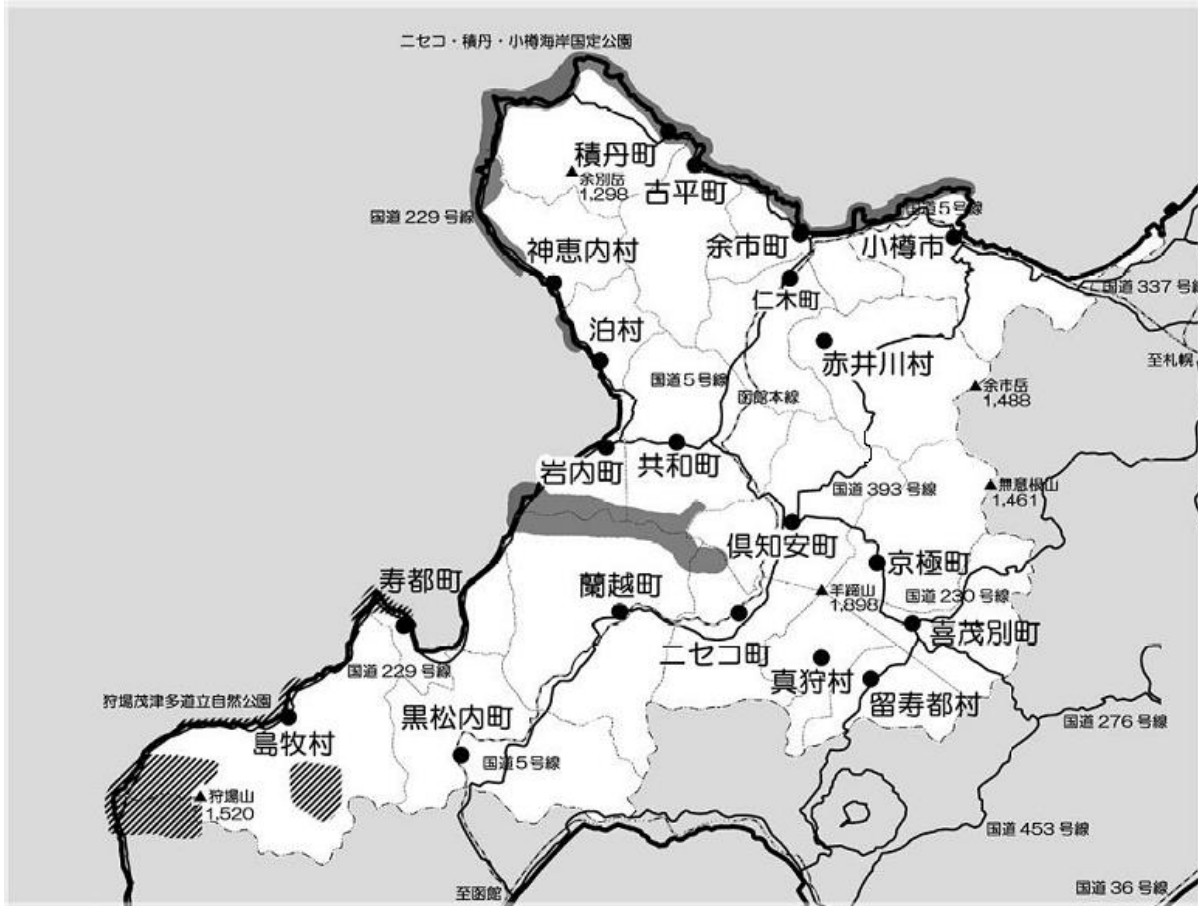 ニセコ・積丹・小樽海岸国定公園
積丹町
余別岳
1,298
古平町
国道229号線
国道5号線
余市町
小樽市
神恵内村
仁木町
国道337号線
泊村
赤井川村
至札幌
国道5号線
函館本線
余市岳
1,488
岩内町
共和町
国道393号線
無意根山
1,461
倶知安町
京極町
寿都町
蘭越町
羊蹄山
1,898
国道230号線
喜茂別町
ニセコ町
国道229号線
真狩村
留寿都村
狩場茂津多道立自然公園
黒松内町
国道276号線
島牧村
国道5号線
狩場山
1,520
国道453号線
至函館
国道36号線